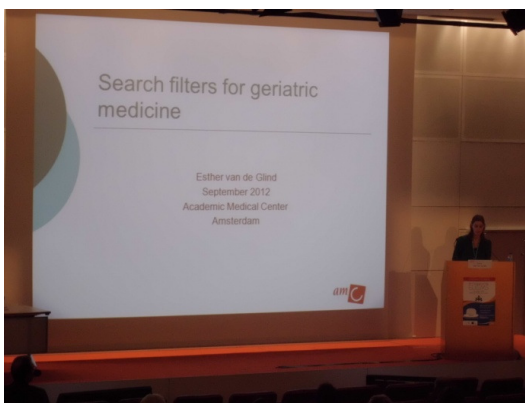 Search filters for geriatric
medicine
Esther van de Glind
September 2012
Academic Medical Center
Amsterdam
amC